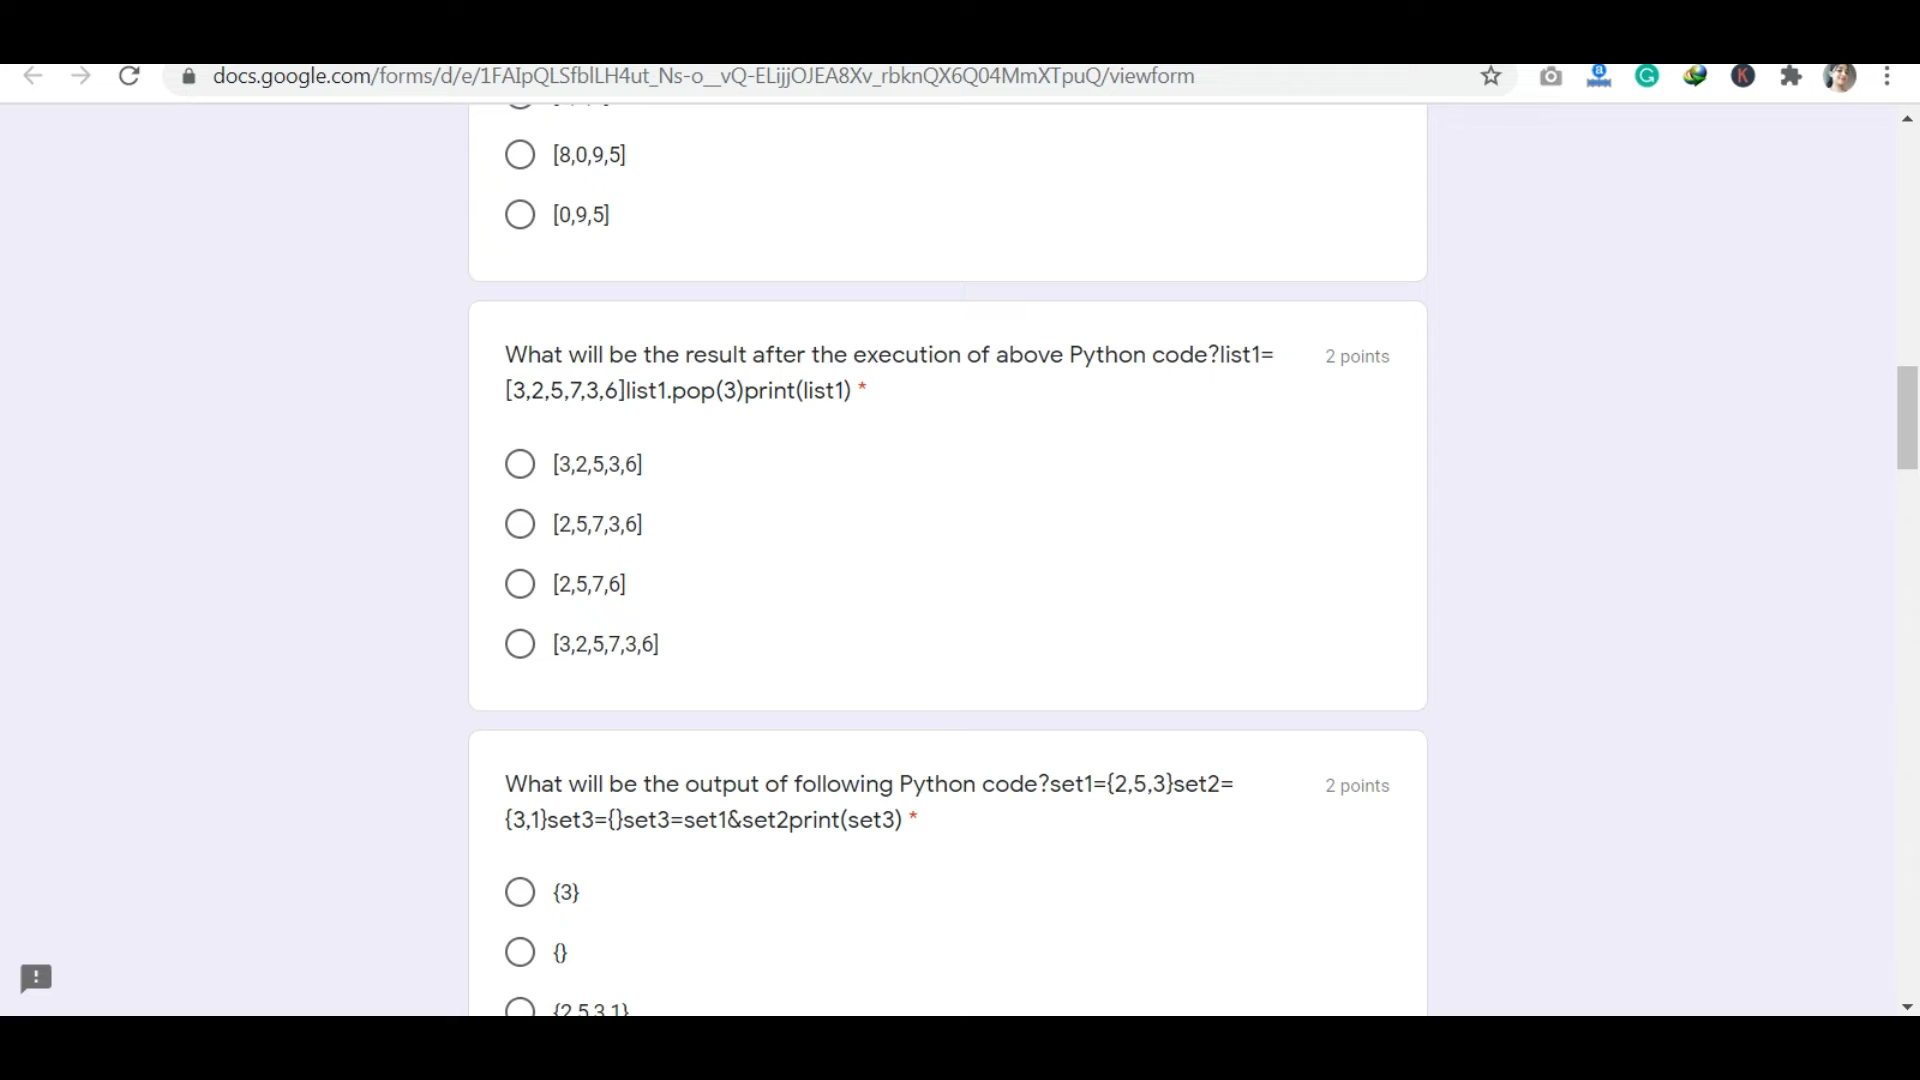 docs.google.com/forms/d/e/1FAIpQLSfblLH4ut_Ns-o__vQ-ELijjOJEA8Xv_rbknQX6Q04MmXTpuQ/viewform
[8,0,9,5]
[0,9,5]
What will be the result after the execution of above Python code?list1=
2 points
[3,2,5,7,3,6]list1.pop(3)print(list1) *
[3,2,5,3,6]
[2,5,7,3,6]
[2,5,7,6]
[3,2,5,7,3,6]
What will be the output of following Python code?set1={2,5,3}set2=
2 points
{3,1}set3={}set3=set1&set2print(set3) *
{3}
{}
{2,5,3,1}